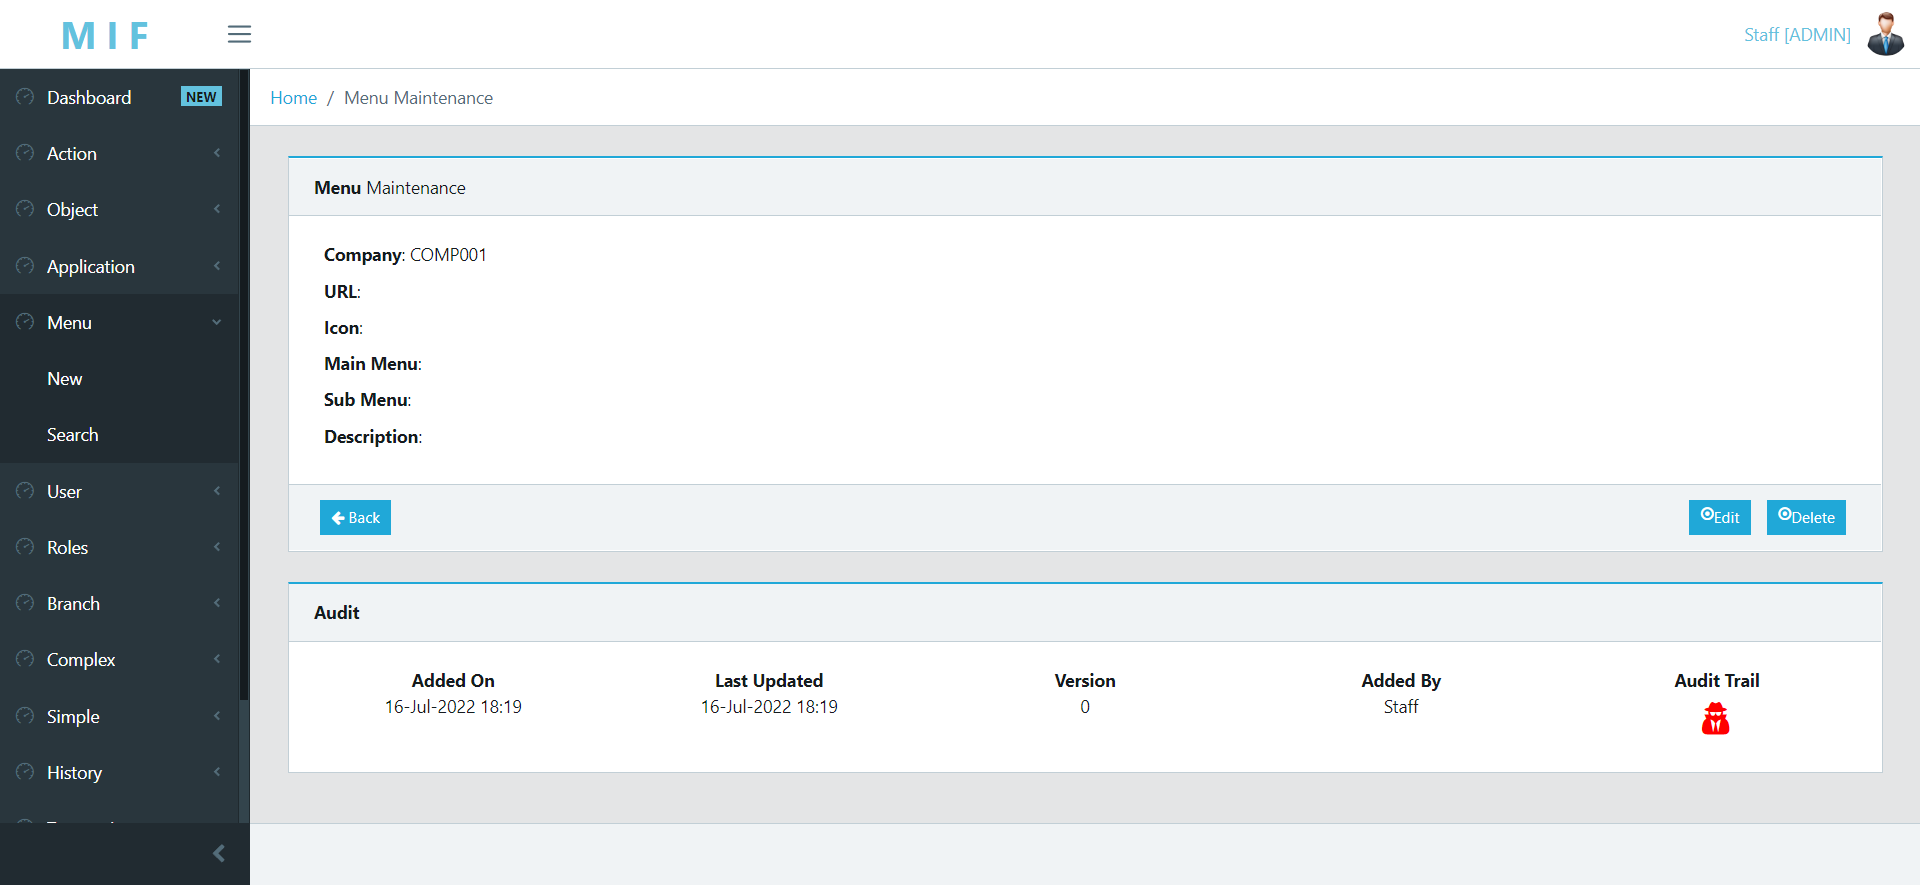 M I F
Staff [ADMIN]
Dashboard NEW
Action
Object
Application
Menu
New
Search
User
Roles
Branch
Complex
Simple
History
Home / Menu Maintenance
Menu Maintenance
Company: COMP001
URL:
Icon:
Main Menu:
Sub Menu:
Description:
Back Edit Delete
Audit
Added On Last Updated Version Added By Audit Trail
16-Jul-2022 18:19 16-Jul-2022 18:19 0 Staff